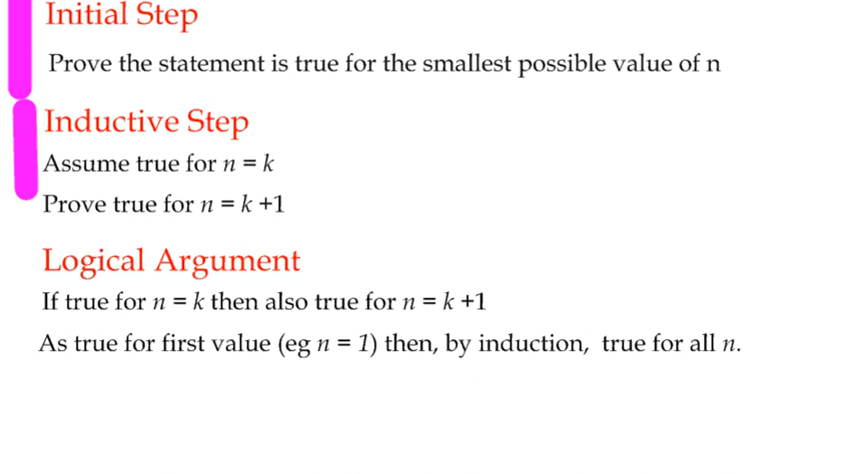 Initial Step
Prove the statement is true for the smallest possible value of n
Inductive Step
Assume true for n = k
Prove true for n = k +1
Logical Argument
If true for n = k then also true for n = k +1
As true for first value (eg n = 1) then, by induction, true for all n.